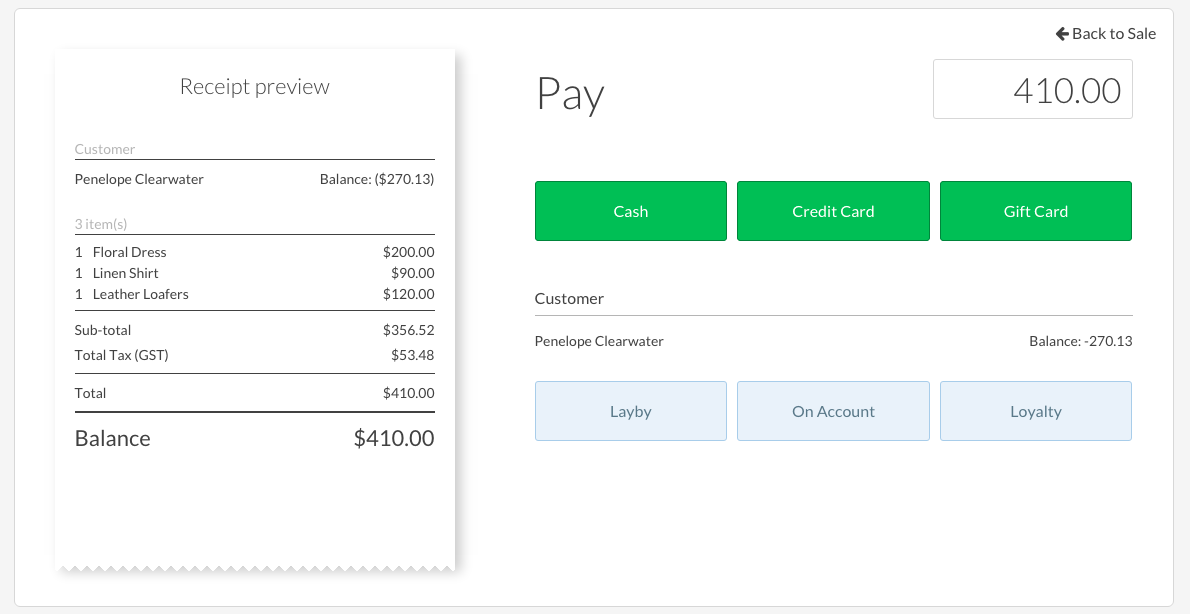 Back to Sale
Receipt preview
Customer
Penelope Clearwater Balance: ($270.13)
3 item(s)
1 Floral Dress $200.00
1 Linen Shirt $90.00
1 Leather Loafers $120.00
Sub-total $356.52
Total Tax (GST) $53.48
Total $410.00
Balance $410.00
Pay 410.00
Cash Credit Card Gift Card
Customer
Penelope Clearwater Balance: -270.13
Layby On Account Loyalty